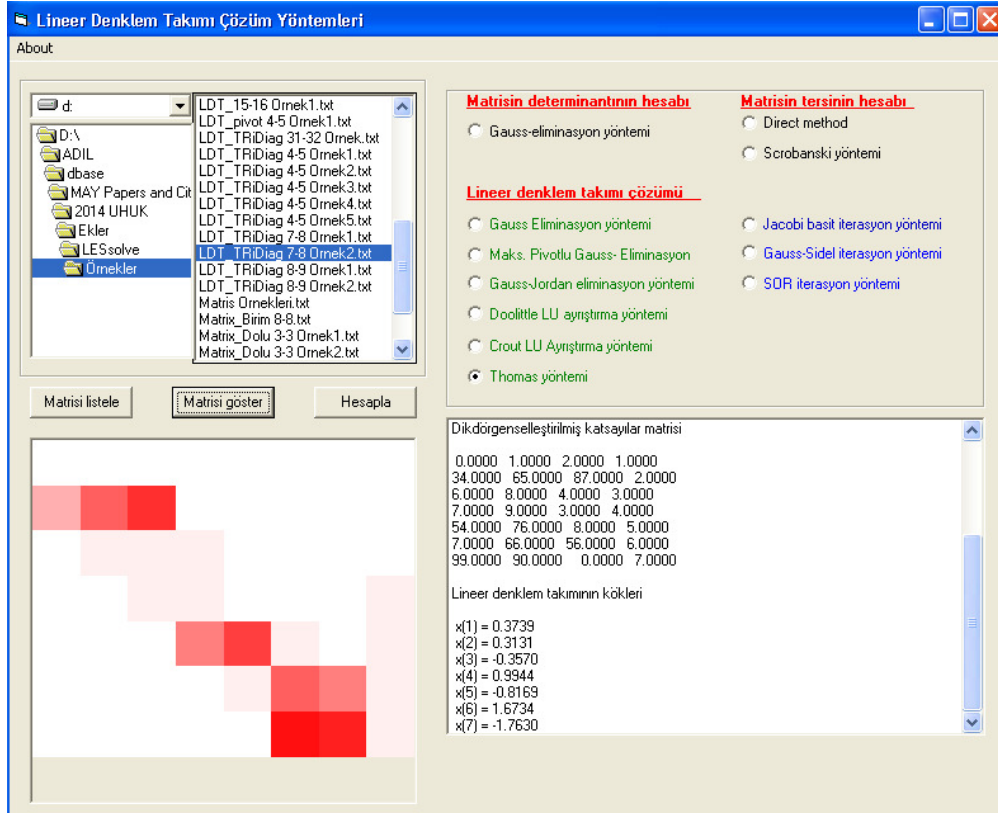 Lineer Denklem Takımı Çözüm Yöntemleri
About
d:
D:\
ADIL
dbase
MAY Papers and Cit
2014 UHUK
Ekler
LESsolve
Örnekler
LDT_15-16 Ornek1.txt
LDT_pivot 4-5 Ornek1.txt
LDT_TRiDiag 31-32 Ornek.txt
LDT_TRiDiag 4-5 Ornek1.txt
LDT_TRiDiag 4-5 Ornek2.txt
LDT_TRiDiag 4-5 Ornek3.txt
LDT_TRiDiag 4-5 Ornek4.txt
LDT_TRiDiag 4-5 Ornek5.txt
LDT_TRiDiag 7-8 Ornek1.txt
LDT_TRiDiag 7-8 Ornek2.txt
LDT_TRiDiag 8-9 Ornek1.txt
LDT_TRiDiag 8-9 Ornek2.txt
Matris Ornekleri.txt
Matrix_Birim 8-8.txt
Matrix_Dolu 3-3 Ornek1.txt
Matrix_Dolu 3-3 Ornek2.txt
Matrisi listele
Matrisi göster
Hesapla
Matrisin determinantının hesabı
Gauss-eliminasyon yöntemi
Matrisin tersinin hesabı
Direct method
Scrobanski yöntemi
Lineer denklem takımı çözümü
Gauss Eliminasyon yöntemi
Maks. Pivotlu Gauss- Eliminasyon
Gauss-Jordan eliminasyon yöntemi
Doolittle LU ayrıştırma yöntemi
Crout LU Ayrıştırma yöntemi
Thomas yöntemi
Jacobi basit iterasyon yöntemi
Gauss-Sidel iterasyon yöntemi
SOR iterasyon yöntemi
Dikdörgenselleştirilmiş katsayılar matrisi
0.0000 1.0000 2.0000 1.0000
34.0000 65.0000 87.0000 2.0000
6.0000 8.0000 4.0000 3.0000
7.0000 9.0000 3.0000 4.0000
54.0000 76.0000 8.0000 5.0000
7.0000 66.0000 56.0000 6.0000
99.0000 90.0000 0.0000 7.0000
Lineer denklem takımının kökleri
x(1) = 0.3739
x(2) = 0.3131
x(3) = -0.3570
x(4) = 0.9944
x(5) = -0.8169
x(6) = 1.6734
x(7) = -1.7630